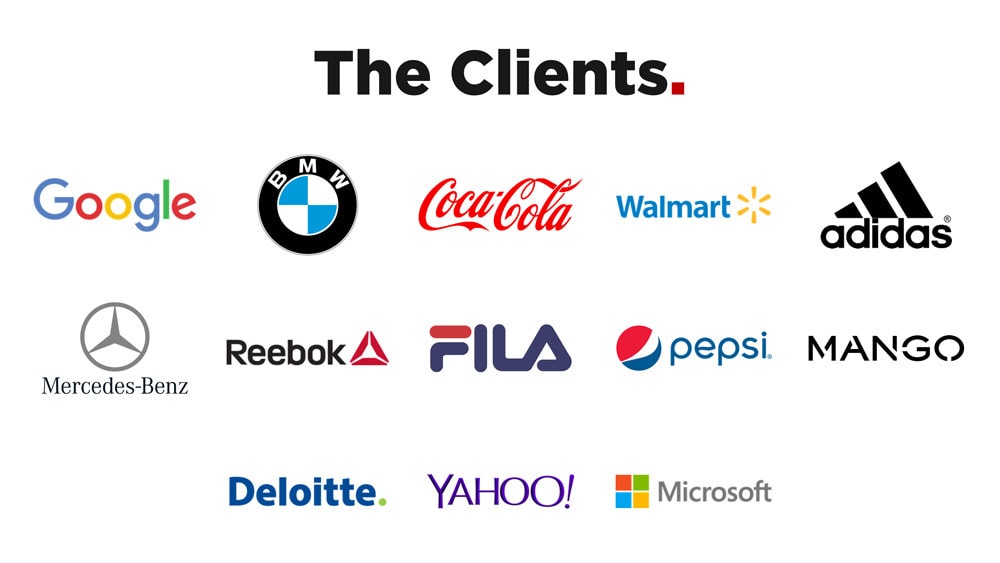 The Clients.
Google
BMW
Coca-Cola
Walmart
adidas®
Mercedes-Benz
Reebok
FILA
pepsi®
MANGO
Deloitte.
YAHOO!
Microsoft